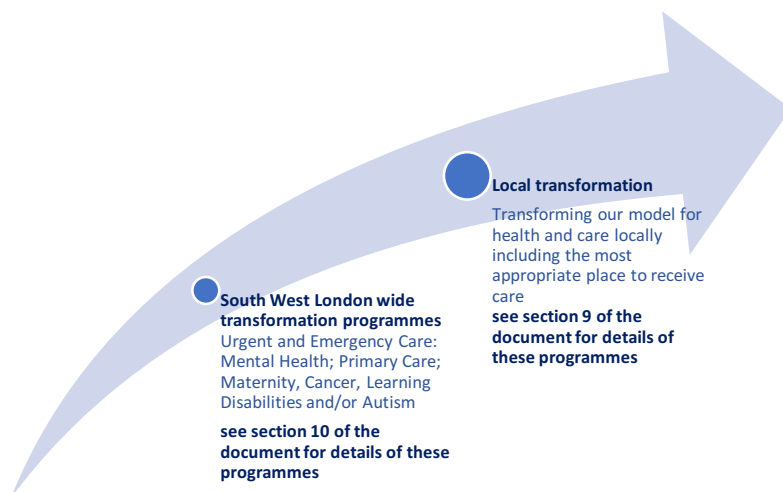 Local transformation
Transforming our model for
health and care locally
including the most
appropriate place to receive
care
see section 9 of the
document for details of
these programmes
South West London wide
transformation programmes
Urgent and Emergency Care:
Mental Health; Primary Care;
Maternity, Cancer, Learning
Disabilities and/or Autism
see section 10 of the
document for details of these
programmes